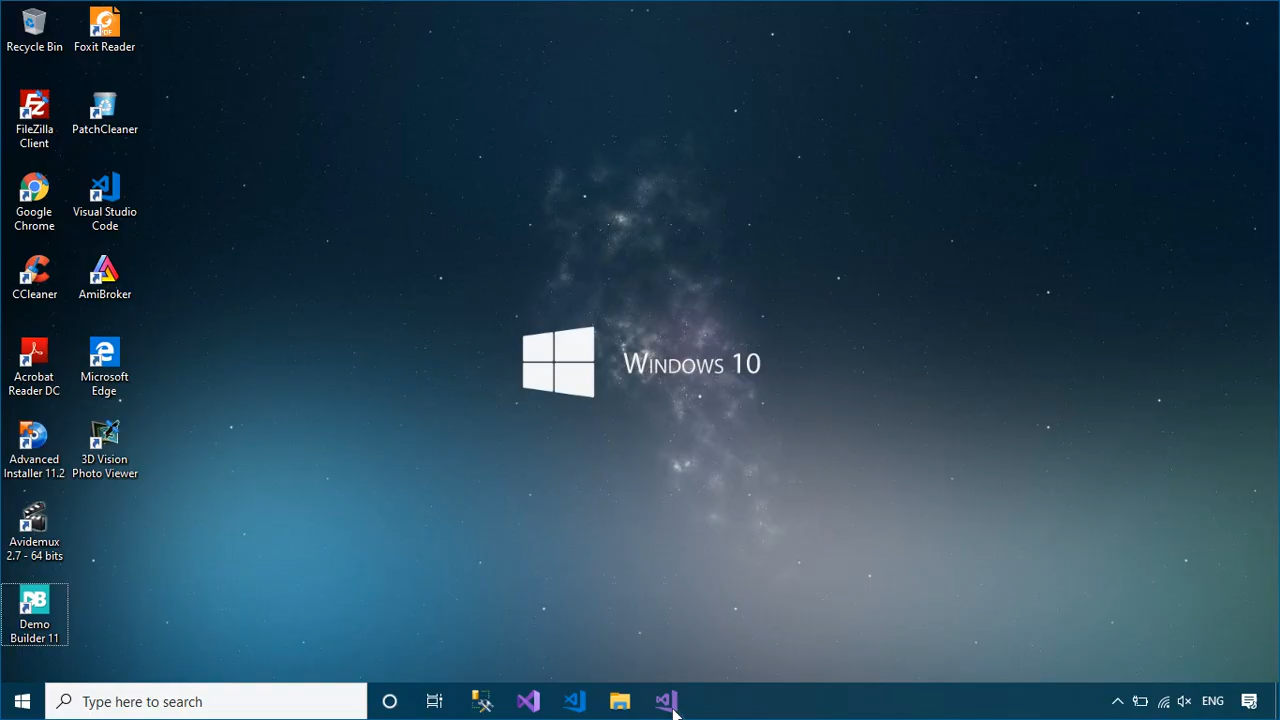 Recycle Bin
Foxit Reader
FileZilla
Client
PatchCleaner
Google
Chrome
Visual Studio
Code
CCleaner
AmiBroker
Acrobat
Reader DC
Microsoft
Edge
Advanced
Installer 11.2
3D Vision
Photo Viewer
Avidemux
2.7 - 64 bits
DB
Demo
Builder 11
WINDOWS 10
Type here to search
ENG